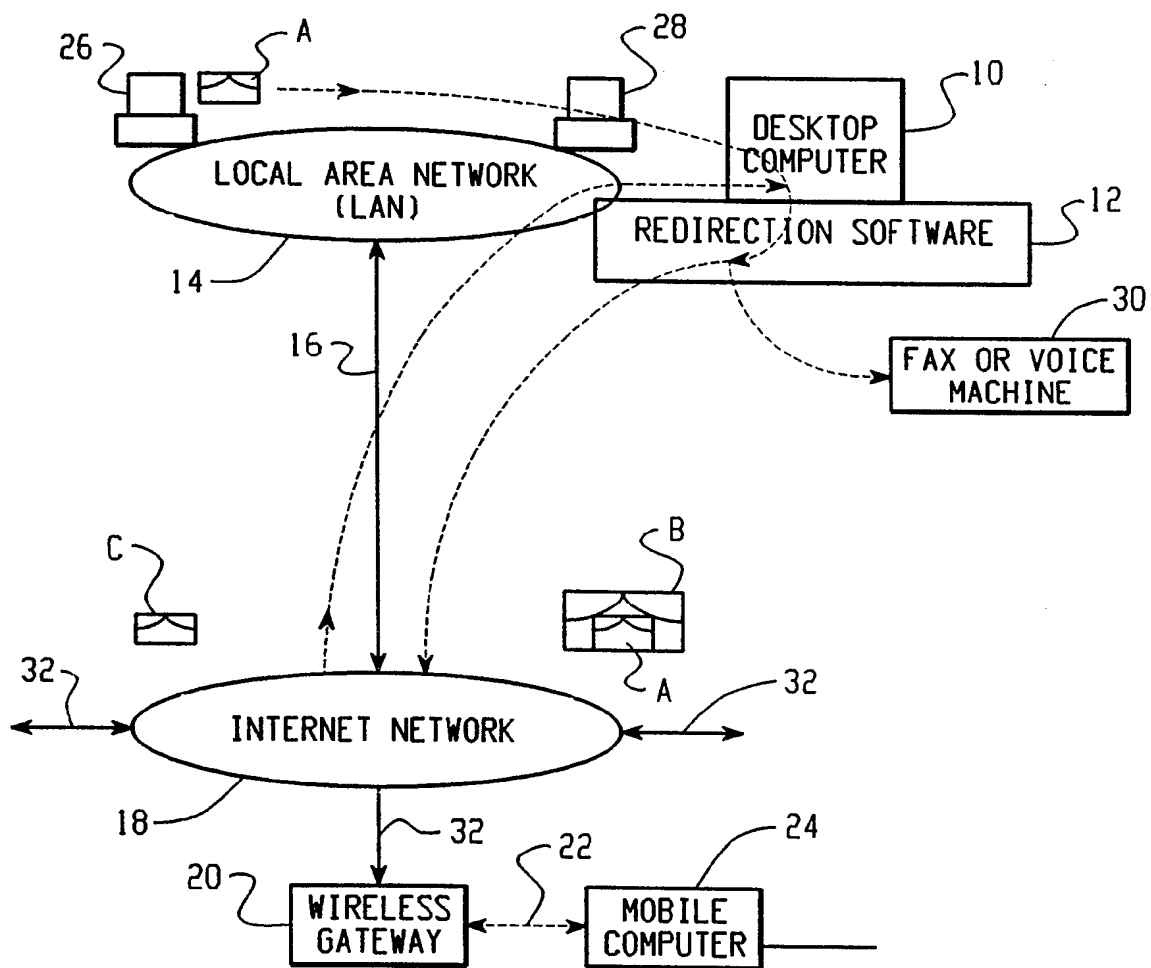 26
A
28
10
DESKTOP
COMPUTER
LOCAL AREA NETWORK
(LAN)
12
REDIRECTION SOFTWARE
14
30
16
FAX OR VOICE
MACHINE
C
B
32
A
32
INTERNET NETWORK
18
32
24
22
20
WIRELESS
GATEWAY
MOBILE
COMPUTER